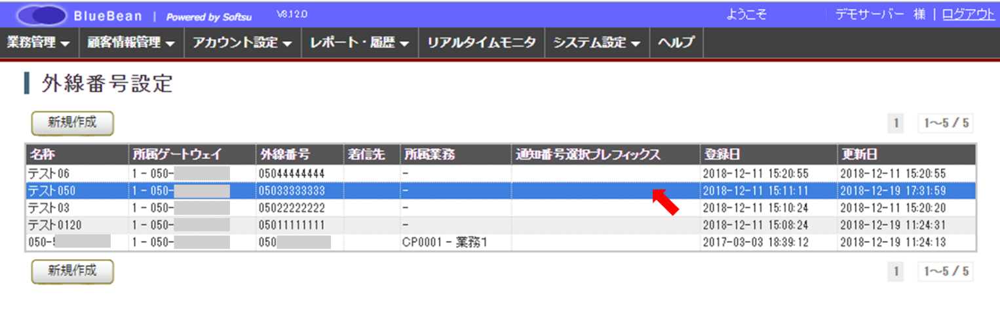 BlueBean | Powered by Softsu V8.12.0 ようこそ デモサーバー 様 | ログアウト
業務管理 顧客情報管理 アカウント設定 レポート・履歴 リアルタイムモニタ システム設定 ヘルプ
外線番号設定
新規作成 1 1～5 / 5
名称 所属ゲートウェイ 外線番号 着信先 所属業務 通知番号選択プレフィックス 登録日 更新日
テスト06 1 - 050- 05044444444 - 2018-12-11 15:20:55 2018-12-11 15:20:55
テスト050 1 - 050- 05033333333 - 2018-12-11 15:11:11 2018-12-19 17:31:59
テスト03 1 - 050- 05022222222 - 2018-12-11 15:10:24 2018-12-11 15:20:20
テスト0120 1 - 050- 05011111111 - 2018-12-11 15:08:24 2018-12-19 11:24:31
050- 1 - 050- 050 CP0001 - 業務1 2017-03-03 18:39:12 2018-12-19 11:24:13
新規作成 1 1～5 / 5